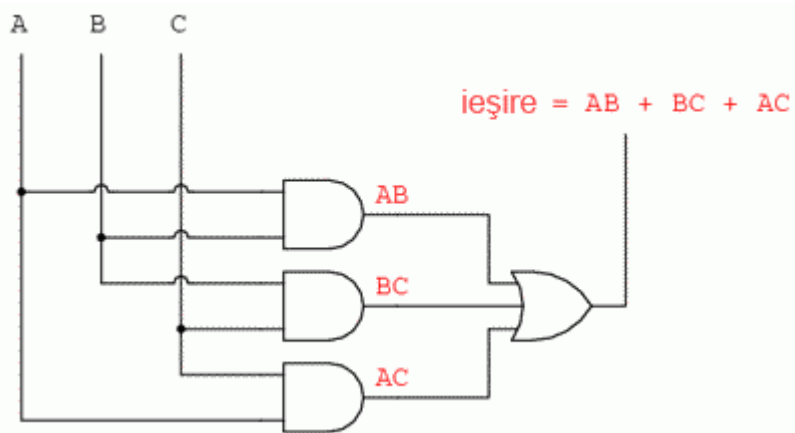 A B C
ieşire = AB + BC + AC
AB
BC
AC